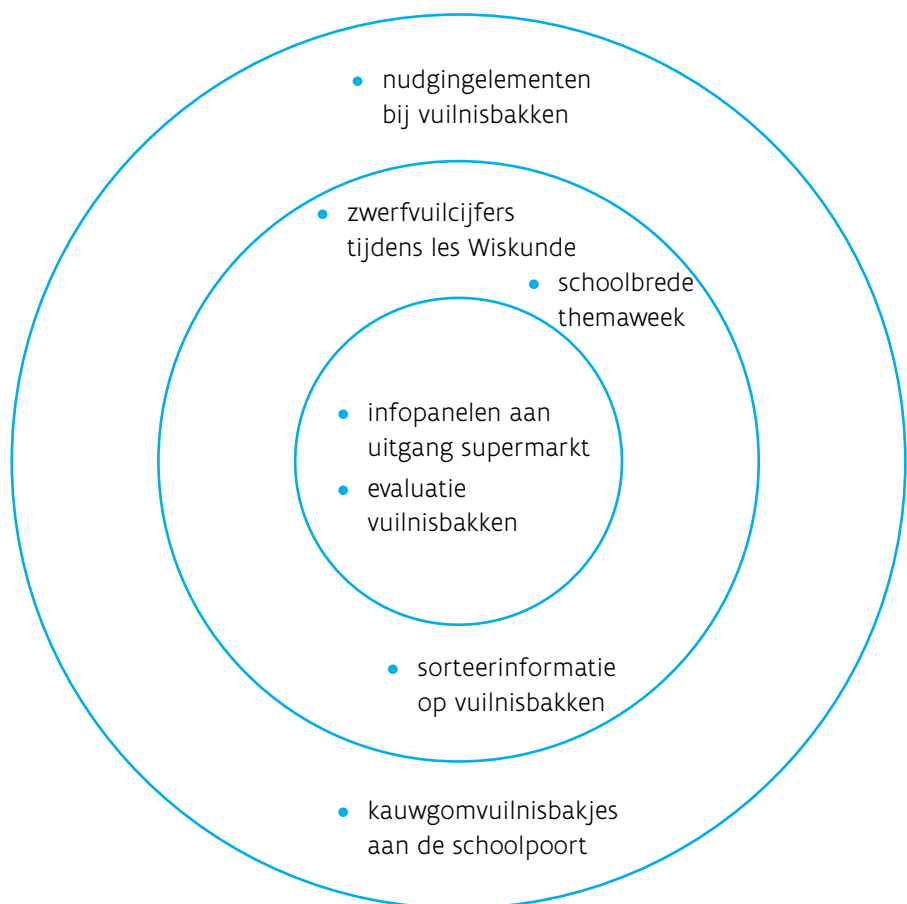 • nudgingelementen
bij vuilnisbakken
• zwerfvuilcijfers
tijdens les Wiskunde
• schoolbrede
themaweek
• infopanelen aan
uitgang supermarkt
• evaluatie
vuilnisbakken
• sorteerinformatie
op vuilnisbakken
• kauwgomvuilnisbakjes
aan de schoolpoort